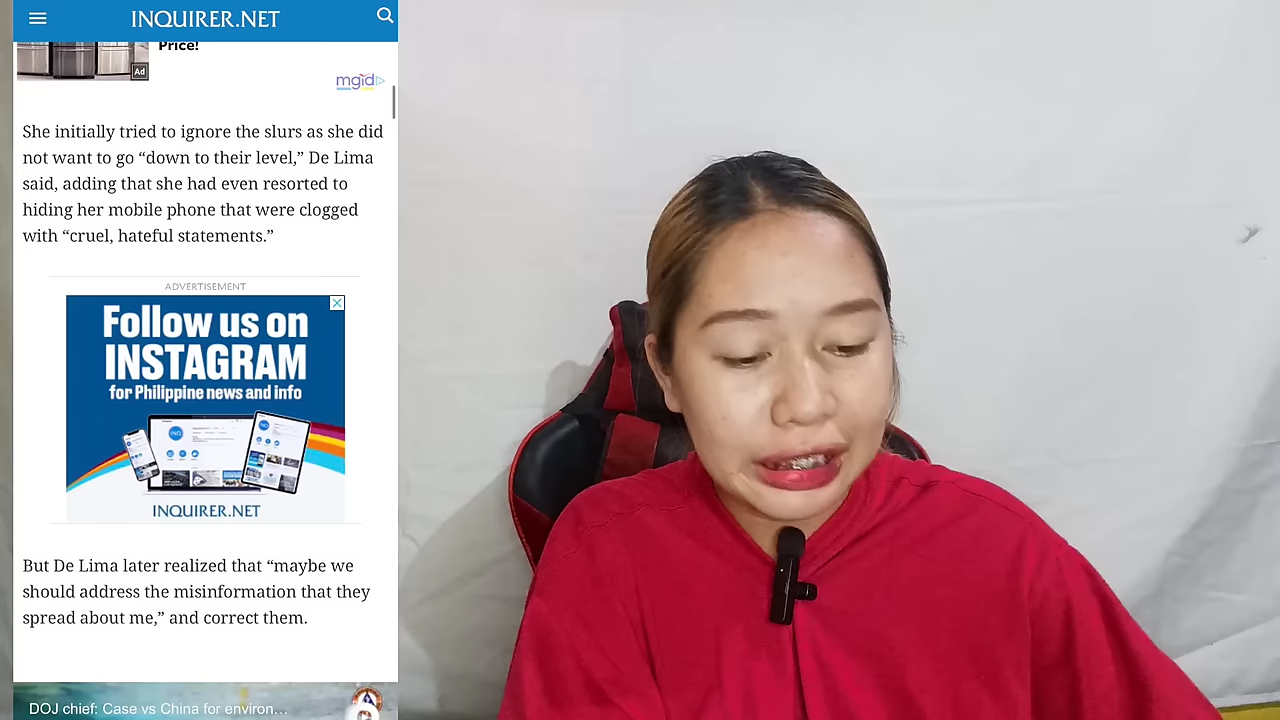 INQUIRER.NET
Price!
Ad
mgid
She initially tried to ignore the slurs as she did
not want to go “down to their level,” De Lima
said, adding that she had even resorted to
hiding her mobile phone that were clogged
with “cruel, hateful statements.”
ADVERTISEMENT
Follow us on
INSTAGRAM
for Philippine news and info
INQ
INQUIRER.NET
But De Lima later realized that “maybe we
should address the misinformation that they
spread about me,” and correct them.
DOJ chief: Case vs China for environ…